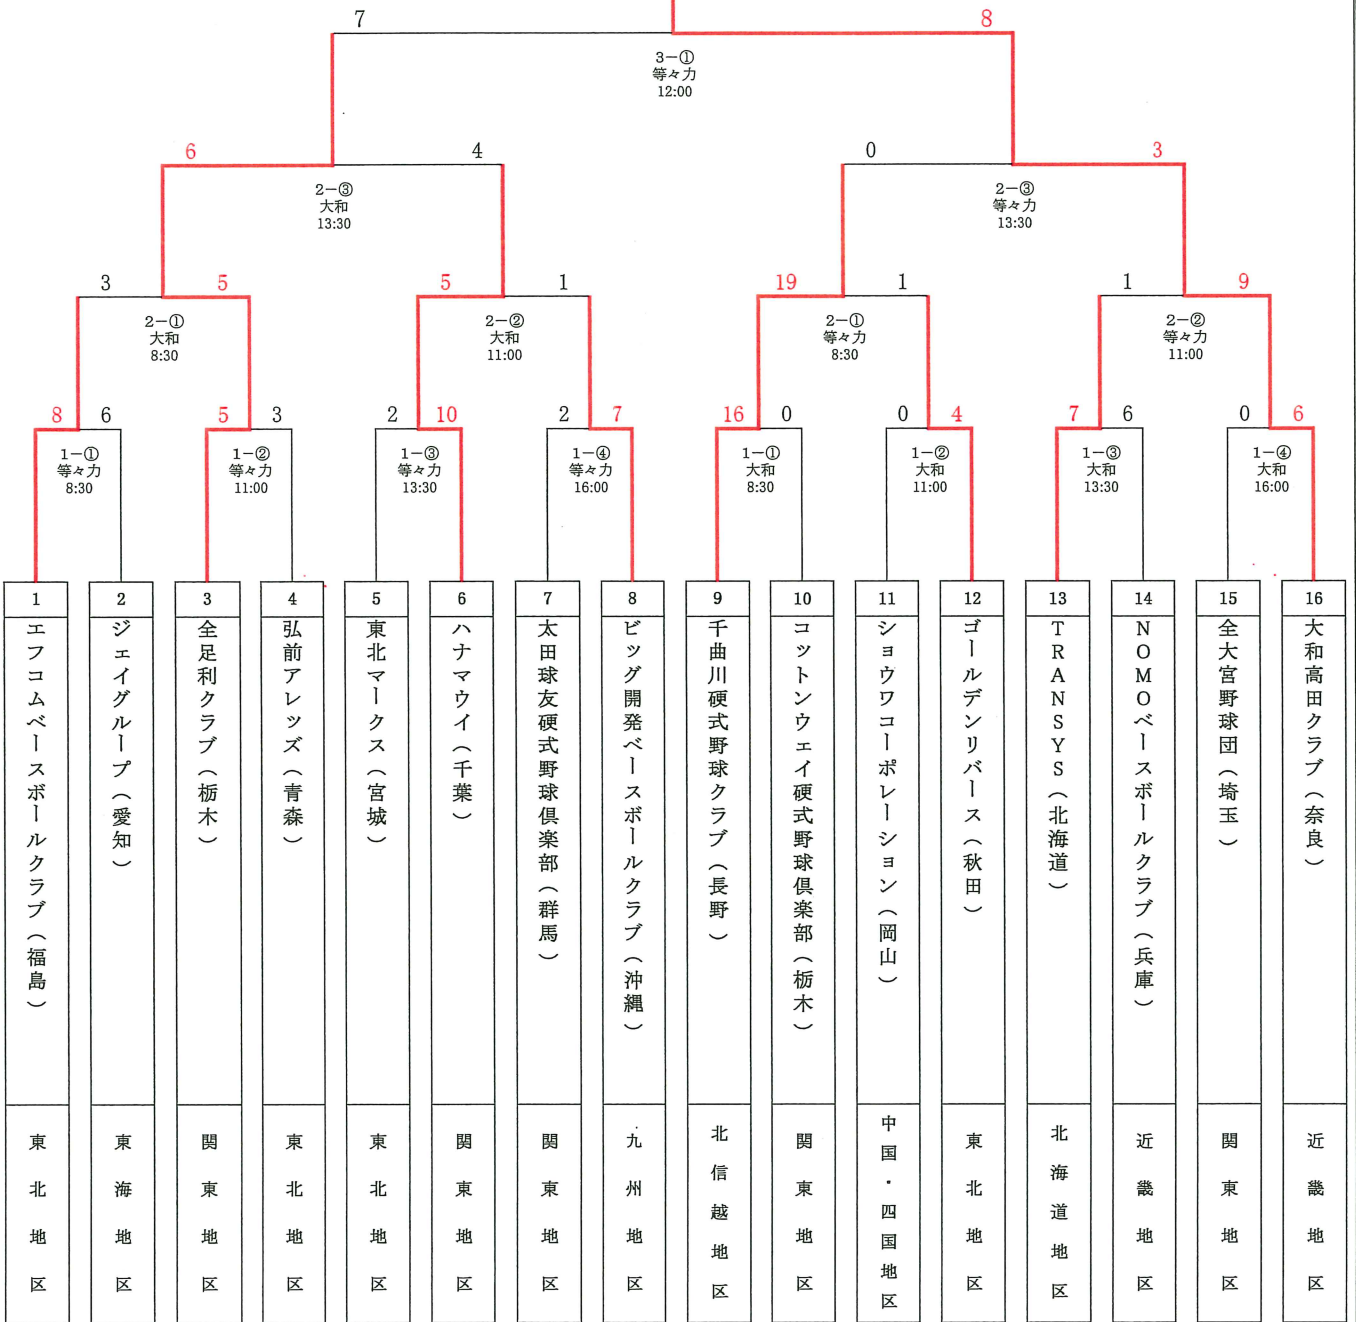 7 8
3-①
等々力
12:00
6 4 0 3
2-③
大和
13:30
2-③
等々力
13:30
3 5 5 1 19 1 1 9
2-①
大和
8:30
2-②
大和
11:00
2-①
等々力
8:30
2-②
等々力
11:00
8 6 5 3 2 10 2 7 16 0 0 4 7 6 0 6
1-①
等々力
8:30
1-②
等々力
11:00
1-③
等々力
13:30
1-④
等々力
16:00
1-①
大和
8:30
1-②
大和
11:00
1-③
大和
13:30
1-④
大和
16:00
1
エフコムベースボールクラブ(福島)
東北地区
2
ジェイグループ(愛知)
東海地区
3
全足利クラブ(栃木)
関東地区
4
弘前アレッズ(青森)
東北地区
5
東北マークス(宮城)
東北地区
6
ハナマウイ(千葉)
関東地区
7
太田球友硬式野球倶楽部(群馬)
関東地区
8
ビッグ開発ベースボールクラブ(沖縄)
九州地区
9
千曲川硬式野球クラブ(長野)
北信越地区
10
コットンウェイ硬式野球倶楽部(栃木)
関東地区
11
ショウワコーポレーション(岡山)
中国・四国地区
12
ゴールデンリバース(秋田)
東北地区
13
TRANSYS(北海道)
北海道地区
14
NOMOベースボールクラブ(兵庫)
近畿地区
15
全大宮野球団(埼玉)
関東地区
16
大和高田クラブ(奈良)
近畿地区